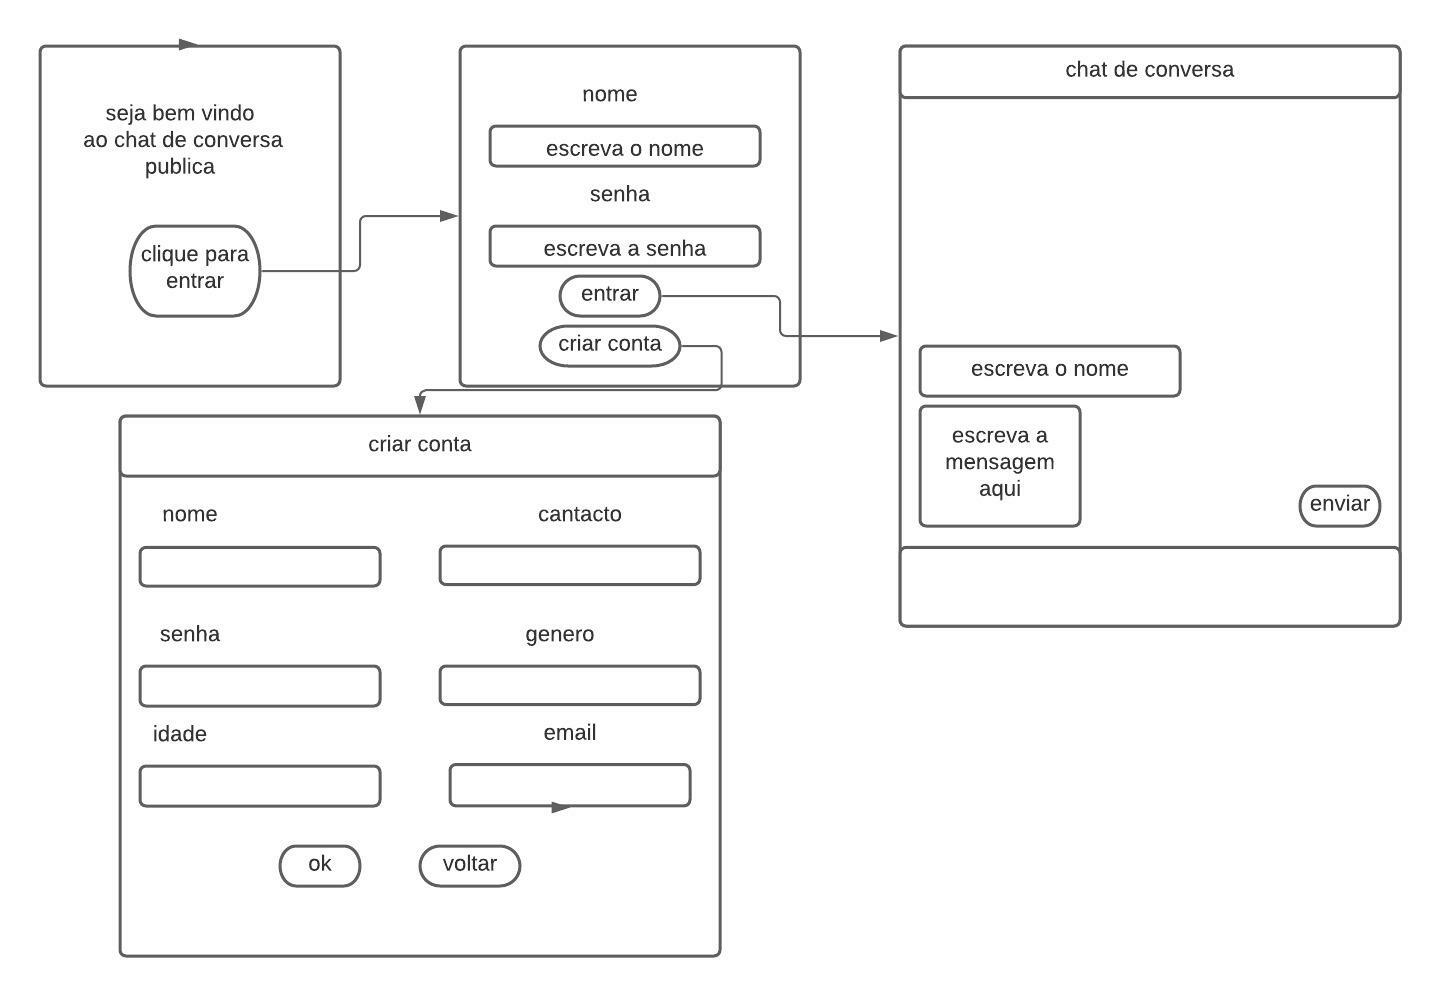 seja bem vindo
ao chat de conversa
publica
clique para
entrar
nome
escreva o nome
senha
escreva a senha
entrar
criar conta
chat de conversa
escreva o nome
escreva a
mensagem
aqui
enviar
criar conta
nome
cantacto
senha
genero
idade
email
ok
voltar